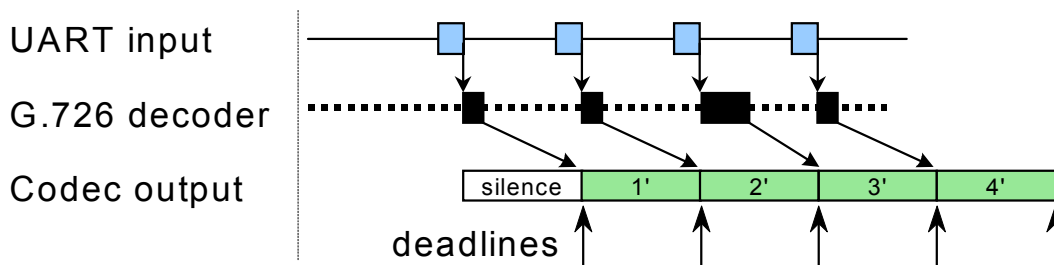 UART input
G.726 decoder
Codec output
silence
1'
2'
3'
4'
deadlines